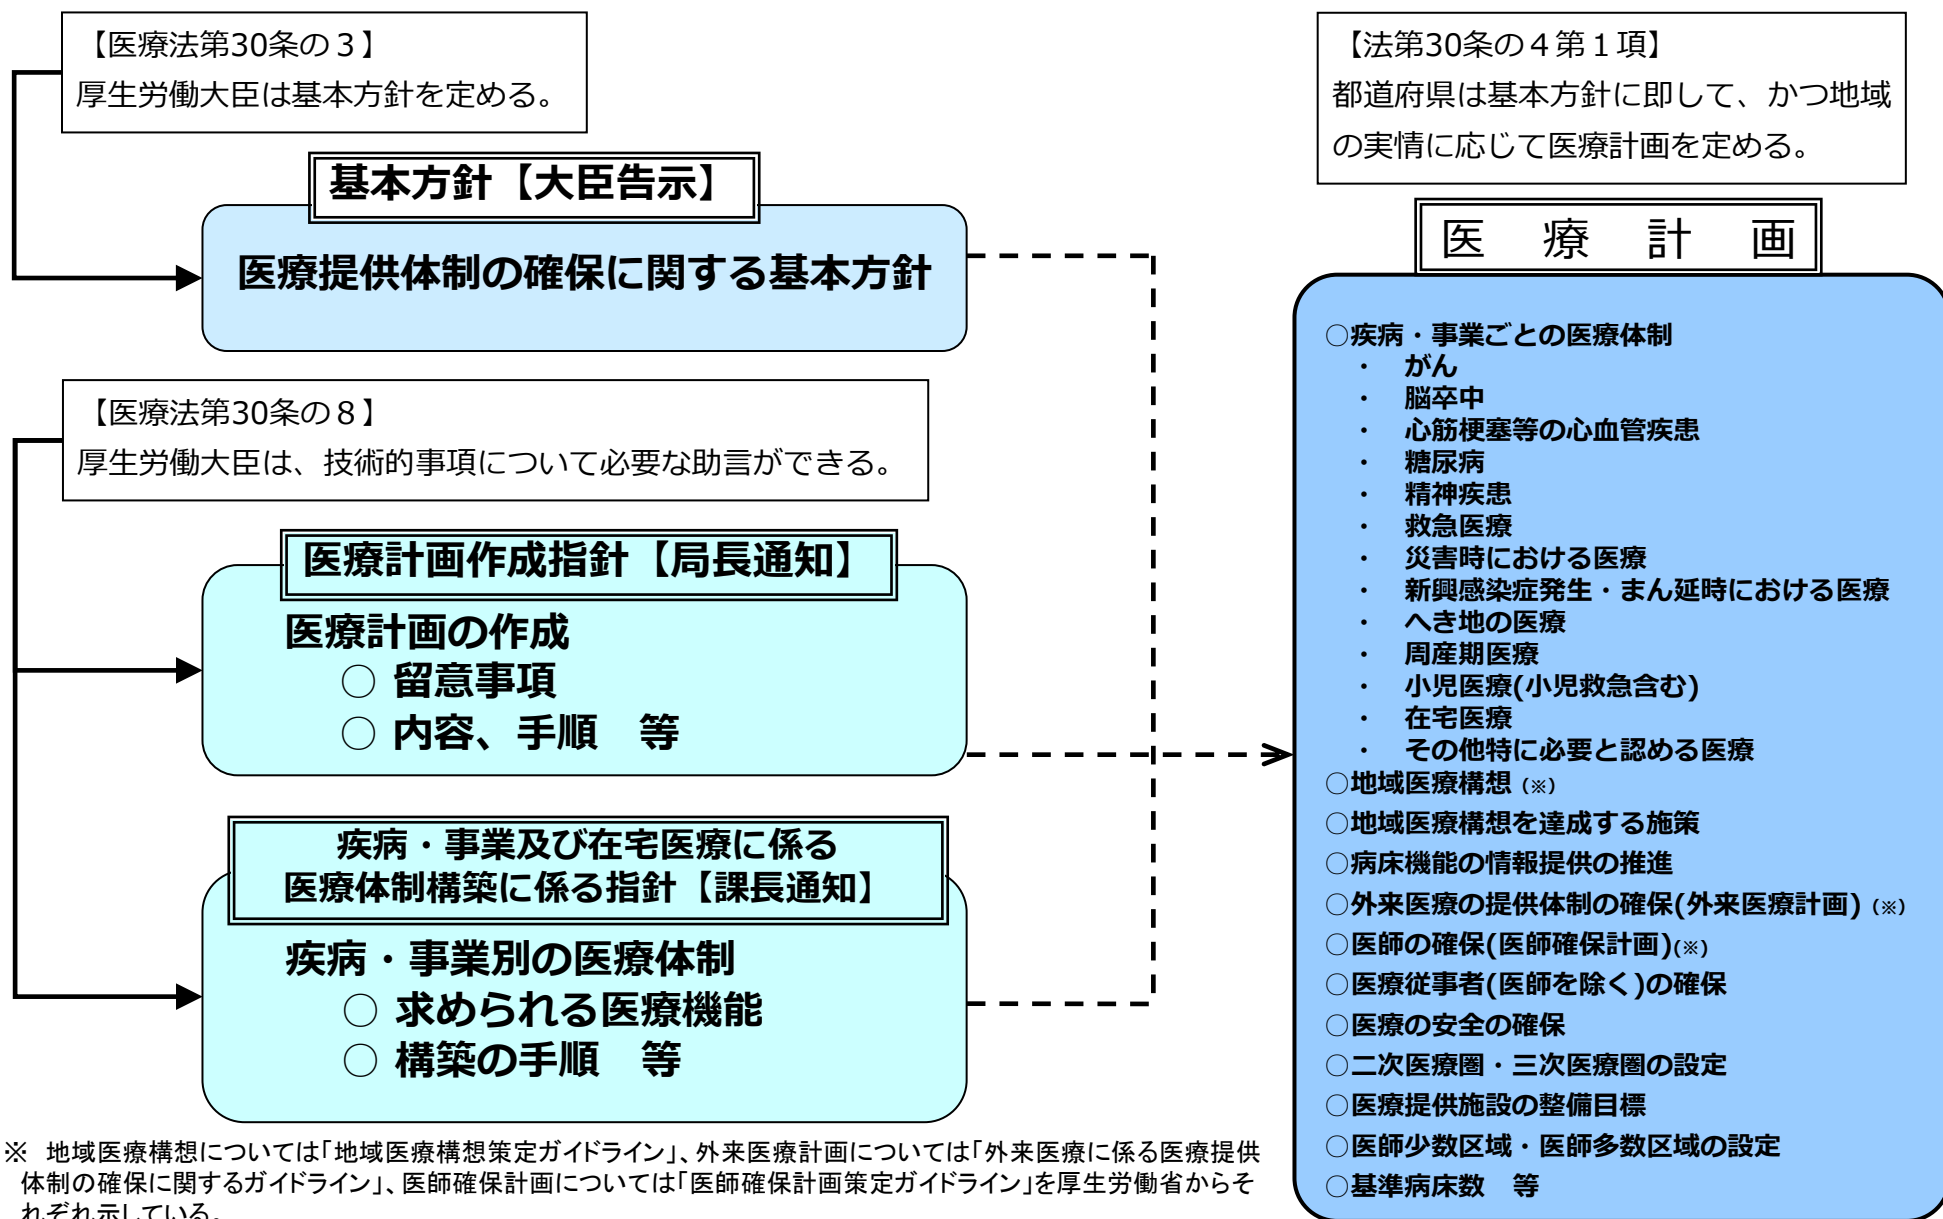 【医療法第30条の３】
厚生労働大臣は基本方針を定める。
基本方針【大臣告示】
医療提供体制の確保に関する基本方針
【医療法第30条の８】
厚生労働大臣は、技術的事項について必要な助言ができる。
医療計画作成指針【局長通知】
医療計画の作成
○ 留意事項
○ 内容、手順　等
疾病・事業及び在宅医療に係る
医療体制構築に係る指針【課長通知】
疾病・事業別の医療体制
○ 求められる医療機能
○ 構築の手順　等
※　地域医療構想については「地域医療構想策定ガイドライン」、外来医療計画については「外来医療に係る医療提供
体制の確保に関するガイドライン」、医師確保計画については「医師確保計画策定ガイドライン」を厚生労働省からそ
れぞれ示している。
【法第30条の４第１項】
都道府県は基本方針に即して、かつ地域
の実情に応じて医療計画を定める。
医　療　計　画
○疾病・事業ごとの医療体制
・　がん
・　脳卒中
・　心筋梗塞等の心血管疾患
・　糖尿病
・　精神疾患
・　救急医療
・　災害時における医療
・　新興感染症発生・まん延時における医療
・　へき地の医療
・　周産期医療
・　小児医療(小児救急含む)
・　在宅医療
・　その他特に必要と認める医療
○地域医療構想（※）
○地域医療構想を達成する施策
○病床機能の情報提供の推進
○外来医療の提供体制の確保(外来医療計画)（※）
○医師の確保(医師確保計画)(※)
○医療従事者(医師を除く)の確保
○医療の安全の確保
○二次医療圏・三次医療圏の設定
○医療提供施設の整備目標
○医師少数区域・医師多数区域の設定
○基準病床数　等